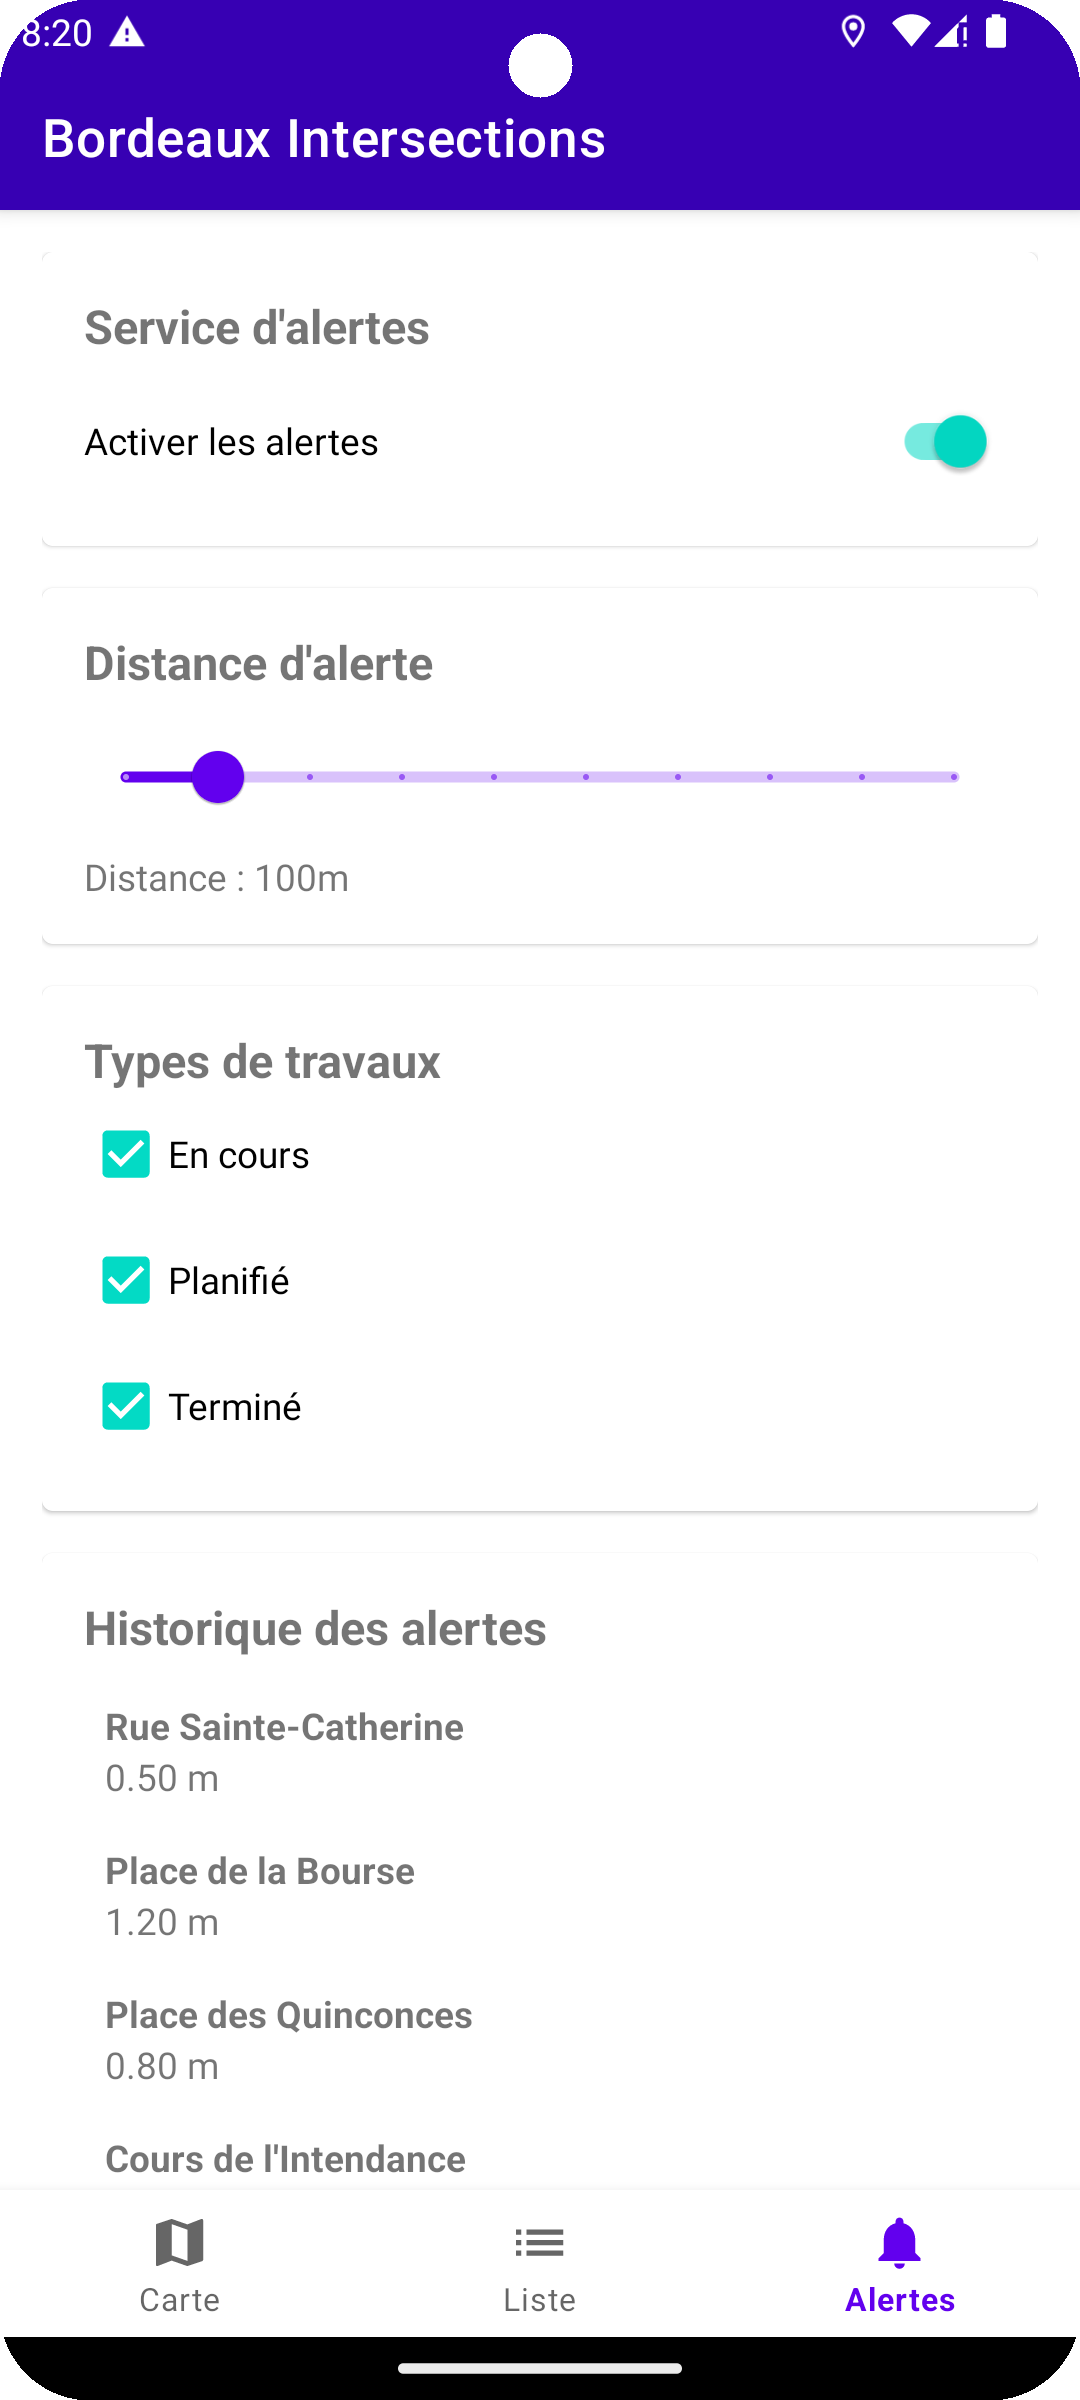 8:20
Bordeaux Intersections
Service d'alertes
Activer les alertes
Distance d'alerte
Distance : 100m
Types de travaux
En cours
Planifié
Terminé
Historique des alertes
Rue Sainte-Catherine
0.50 m
Place de la Bourse
1.20 m
Place des Quinconces
0.80 m
Cours de l'Intendance
Carte
Liste
Alertes